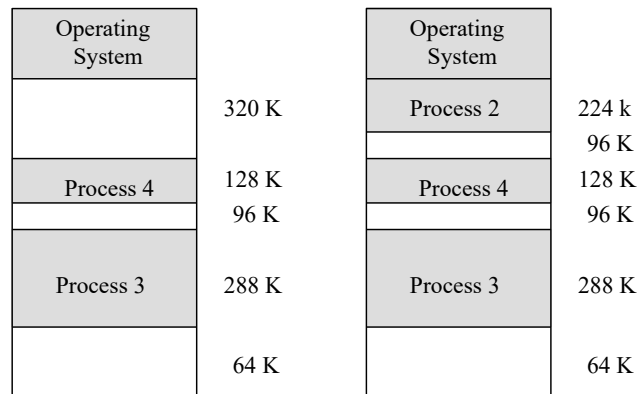 Operating
System
320 K
Process 4
128 K
96 K
Process 3
288 K
64 K
Operating
System
Process 2
224 k
96 K
Process 4
128 K
96 K
Process 3
288 K
64 K